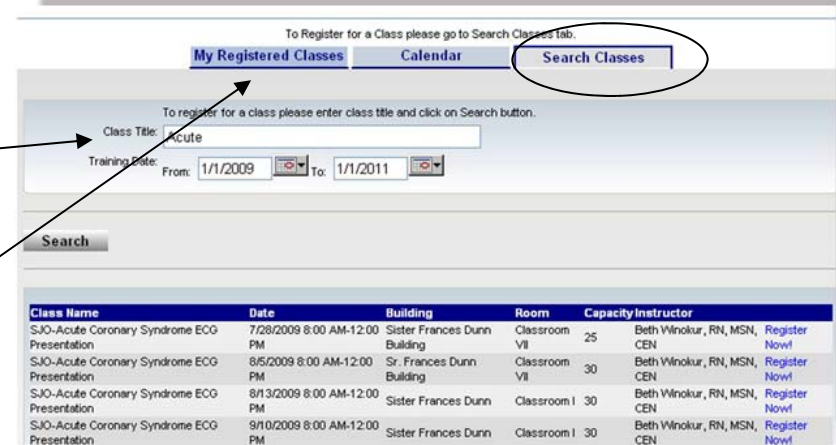 To Register for a Class please go to Search Classes tab.
My Registered Classes Calendar Search Classes
To register for a class please enter class title and click on Search button.
Class Title: Acute
Training Date: From: 1/1/2009 To: 1/1/2011
Search
Class Name Date Building Room Capacity Instructor
SJO-Acute Coronary Syndrome ECG 7/28/2009 8:00 AM-12:00 Sister Frances Dunn Classroom 25 Beth Winokur, RN, MSN, Register
Presentation PM Building VII CEN Now!
SJO-Acute Coronary Syndrome ECG 8/5/2009 8:00 AM-12:00 Sr. Frances Dunn Classroom 30 Beth Winokur, RN, MSN, Register
Presentation PM Building VII CEN Now!
SJO-Acute Coronary Syndrome ECG 8/13/2009 8:00 AM-12:00 Sister Frances Dunn Classroom I 30 Beth Winokur, RN, MSN, Register
Presentation PM CEN Now!
SJO-Acute Coronary Syndrome ECG 9/10/2009 8:00 AM-12:00 Sister Frances Dunn Classroom I 30 Beth Winokur, RN, MSN, Register
Presentation PM CEN Now!